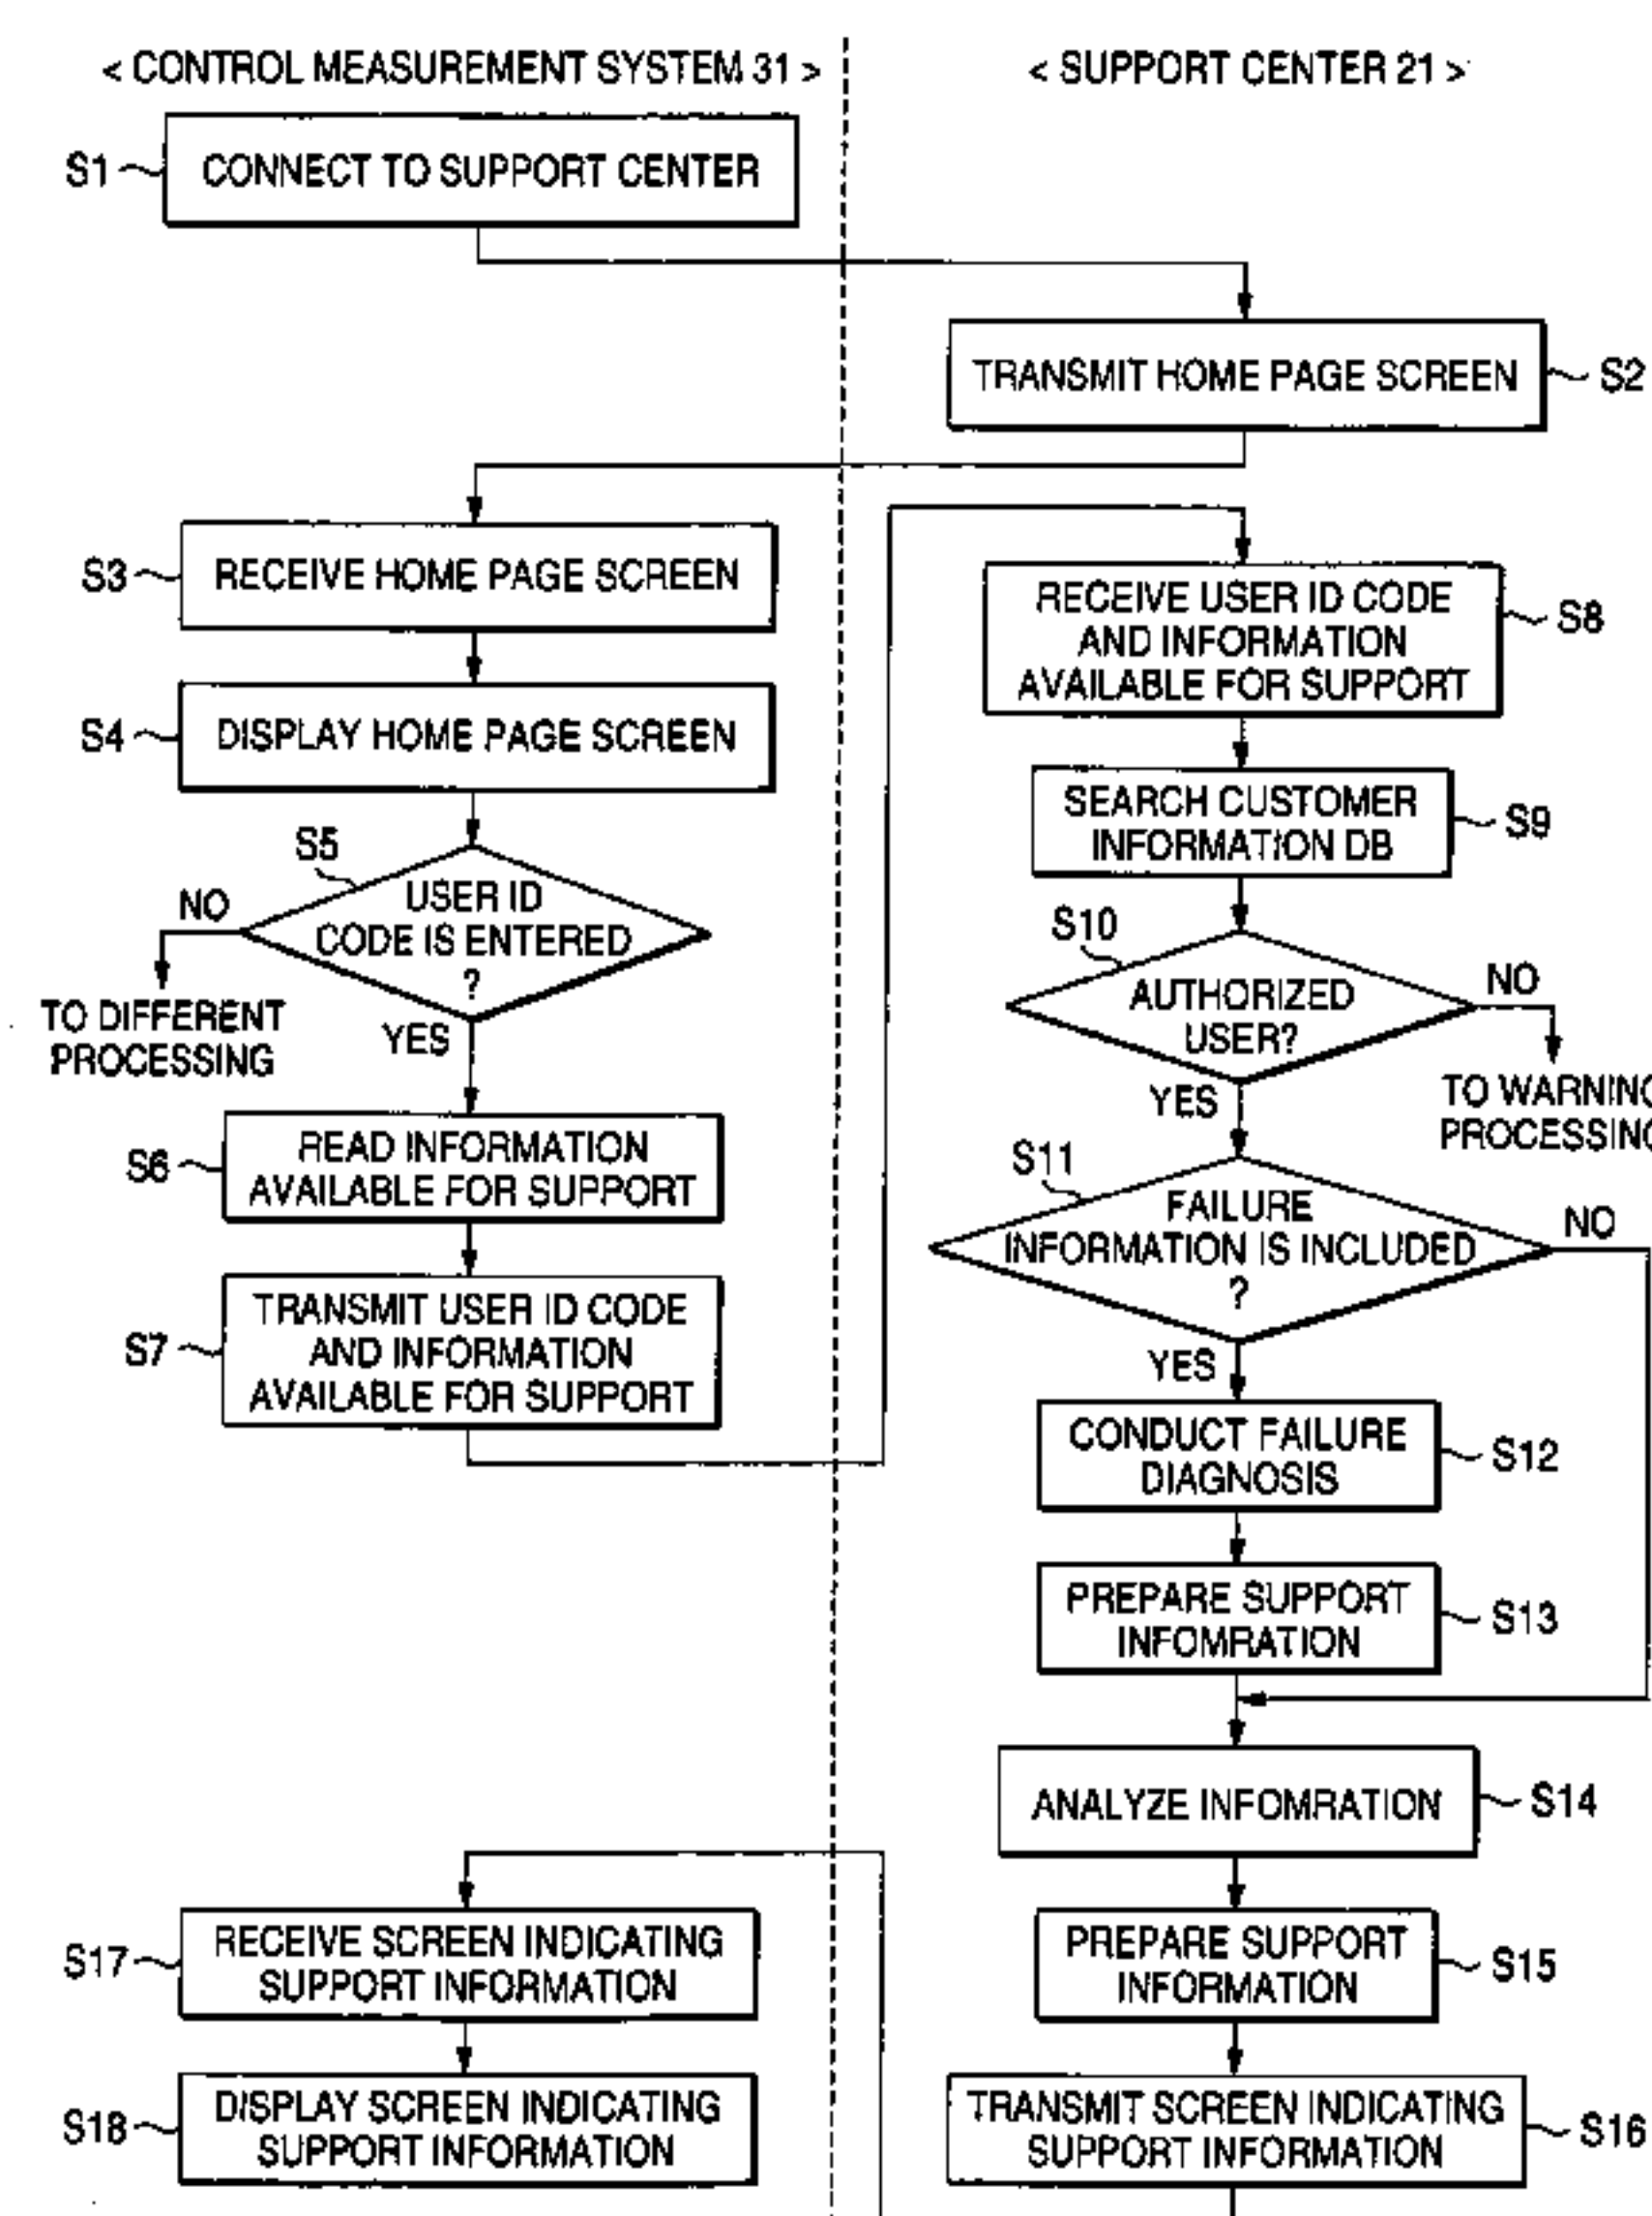 < CONTROL MEASUREMENT SYSTEM 31 >
< SUPPORT CENTER 21 >
S1
CONNECT TO SUPPORT CENTER
TRANSMIT HOME PAGE SCREEN
S2
S3
RECEIVE HOME PAGE SCREEN
S4
DISPLAY HOME PAGE SCREEN
S5
USER ID
CODE IS ENTERED
?
NO
TO DIFFERENT
PROCESSING
YES
S6
READ INFORMATION
AVAILABLE FOR SUPPORT
S7
TRANSMIT USER ID CODE
AND INFORMATION
AVAILABLE FOR SUPPORT
RECEIVE USER ID CODE
AND INFORMATION
AVAILABLE FOR SUPPORT
S8
SEARCH CUSTOMER
INFORMATION DB
S9
S10
AUTHORIZED
USER?
NO
TO WARNING
PROCESSING
YES
S11
FAILURE
INFORMATION IS INCLUDED
?
NO
YES
CONDUCT FAILURE
DIAGNOSIS
S12
PREPARE SUPPORT
INFOMRATION
S13
ANALYZE INFOMRATION
S14
PREPARE SUPPORT
INFORMATION
S15
TRANSMIT SCREEN INDICATING
SUPPORT INFORMATION
S16
S17
RECEIVE SCREEN INDICATING
SUPPORT INFORMATION
S18
DISPLAY SCREEN INDICATING
SUPPORT INFORMATION